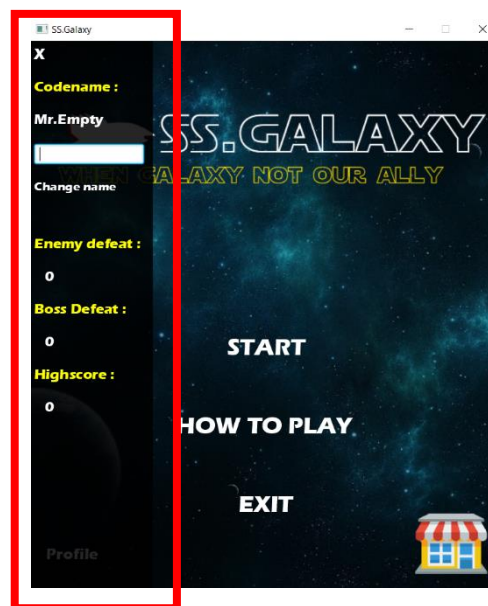 SS.Galaxy
X
Codename :
Mr.Empty
Change name
Enemy defeat :
0
Boss Defeat :
0
Highscore :
0
Profile
SS.GALAXY
WHEN GALAXY NOT OUR ALLY
START
HOW TO PLAY
EXIT